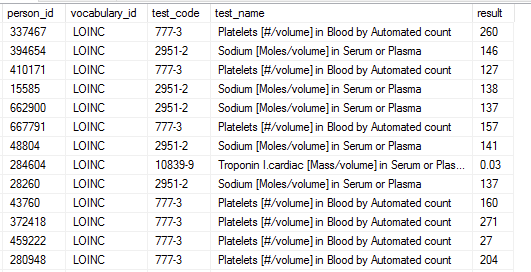 person_id vocabulary_id test_code test_name result
337467 LOINC 777-3 Platelets [#/volume] in Blood by Automated count 260
394654 LOINC 2951-2 Sodium [Moles/volume] in Serum or Plasma 146
410171 LOINC 777-3 Platelets [#/volume] in Blood by Automated count 127
15585 LOINC 2951-2 Sodium [Moles/volume] in Serum or Plasma 138
662900 LOINC 2951-2 Sodium [Moles/volume] in Serum or Plasma 137
667791 LOINC 777-3 Platelets [#/volume] in Blood by Automated count 157
48804 LOINC 2951-2 Sodium [Moles/volume] in Serum or Plasma 141
284604 LOINC 10839-9 Troponin I.cardiac [Mass/volume] in Serum or Plas... 0.03
28260 LOINC 2951-2 Sodium [Moles/volume] in Serum or Plasma 137
43760 LOINC 777-3 Platelets [#/volume] in Blood by Automated count 160
372418 LOINC 777-3 Platelets [#/volume] in Blood by Automated count 271
459222 LOINC 777-3 Platelets [#/volume] in Blood by Automated count 27
280948 LOINC 777-3 Platelets [#/volume] in Blood by Automated count 204